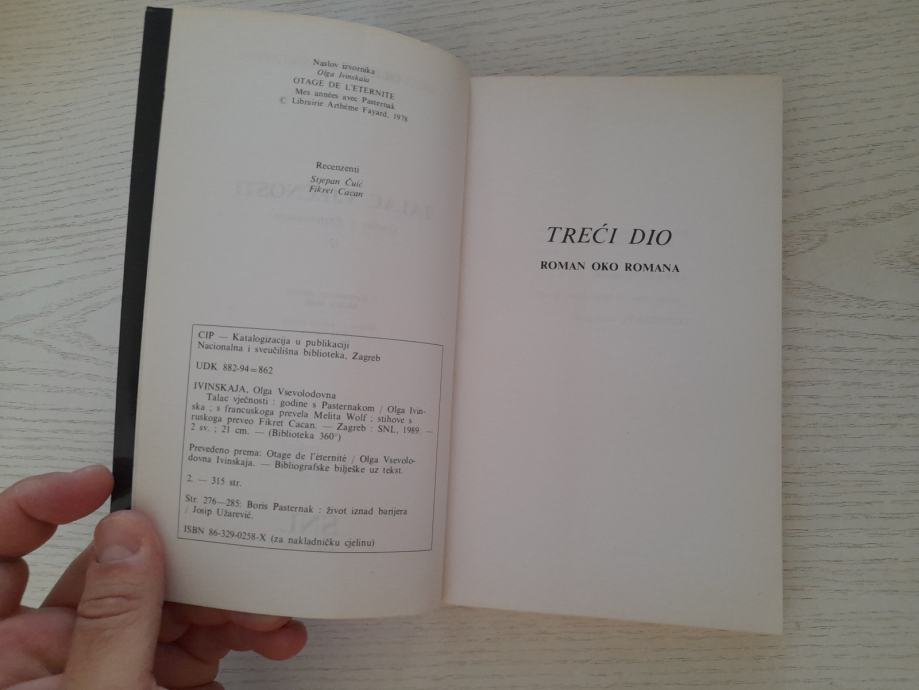 Naslov izvornika
Olga Ivinskaia
OTAGE DE L'ETERNITE
Mes années avec Pasternak
© Librairie Arthème Fayard, 1978
Recenzenti
Stjepan Čuić
Fikret Cacan
CIP — Katalogizacija u publikaciji
Nacionalna i sveučilišna biblioteka, Zagreb
UDK 882-94=862
IVINSKAJA, Olga Vsevolodovna
Talac vječnosti : godine s Pasternakom / Olga Ivin-
ska ; s francuskoga prevela Melita Wolf ; stihove s
ruskoga preveo Fikret Cacan. — Zagreb : SNL, 1989. —
2 sv. ; 21 cm. — (Biblioteka 360°)
Prevedeno prema: Otage de l'éternité / Olga Vsevolo-
dovna Ivinskaja. — Bibliografske bilješke uz tekst.
2. — 315 str.
Str. 276—285: Boris Pasternak : život iznad barijera
/ Josip Užarević.
ISBN 86-329-0258-X (za nakladničku cjelinu)
TREĆI DIO
ROMAN OKO ROMANA